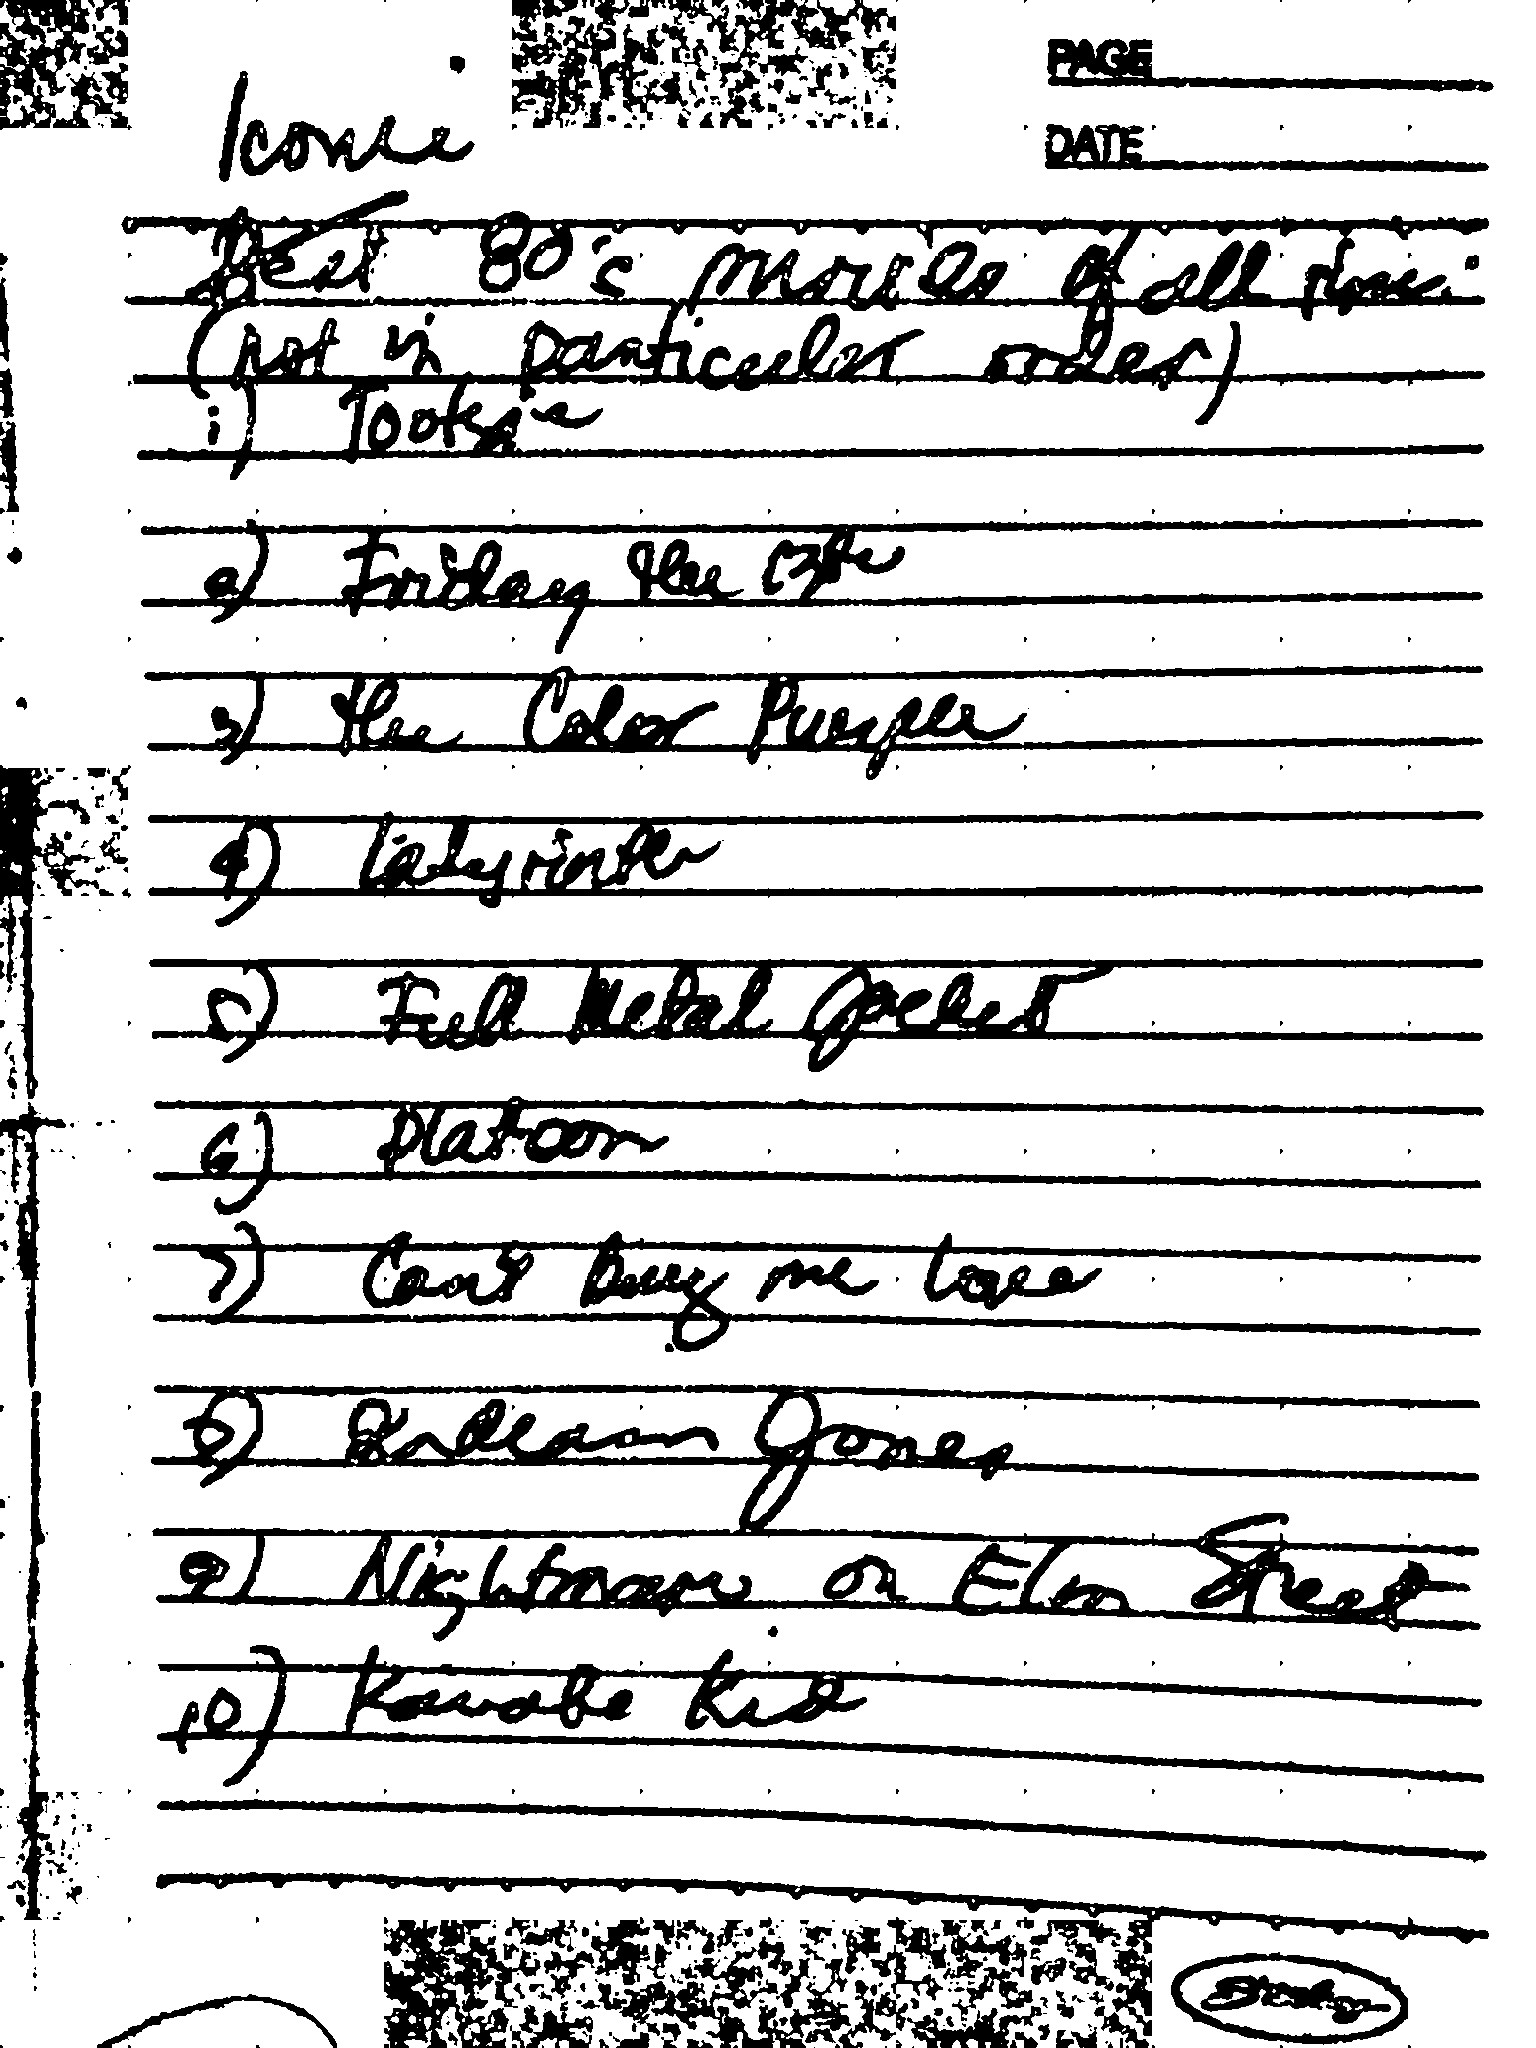 PAGE
DATE
Iconic
Best 80's movies of all time:
(not in particular order)
1) Tootsie
2) Friday the 13th
3) the Color Purple
4) Labyrinth
5) Full Metal Jacket
6) Platoon
7) Can't buy me love
8) Indiana Jones
9) Nightmare on Elm Street
10) Karate Kid